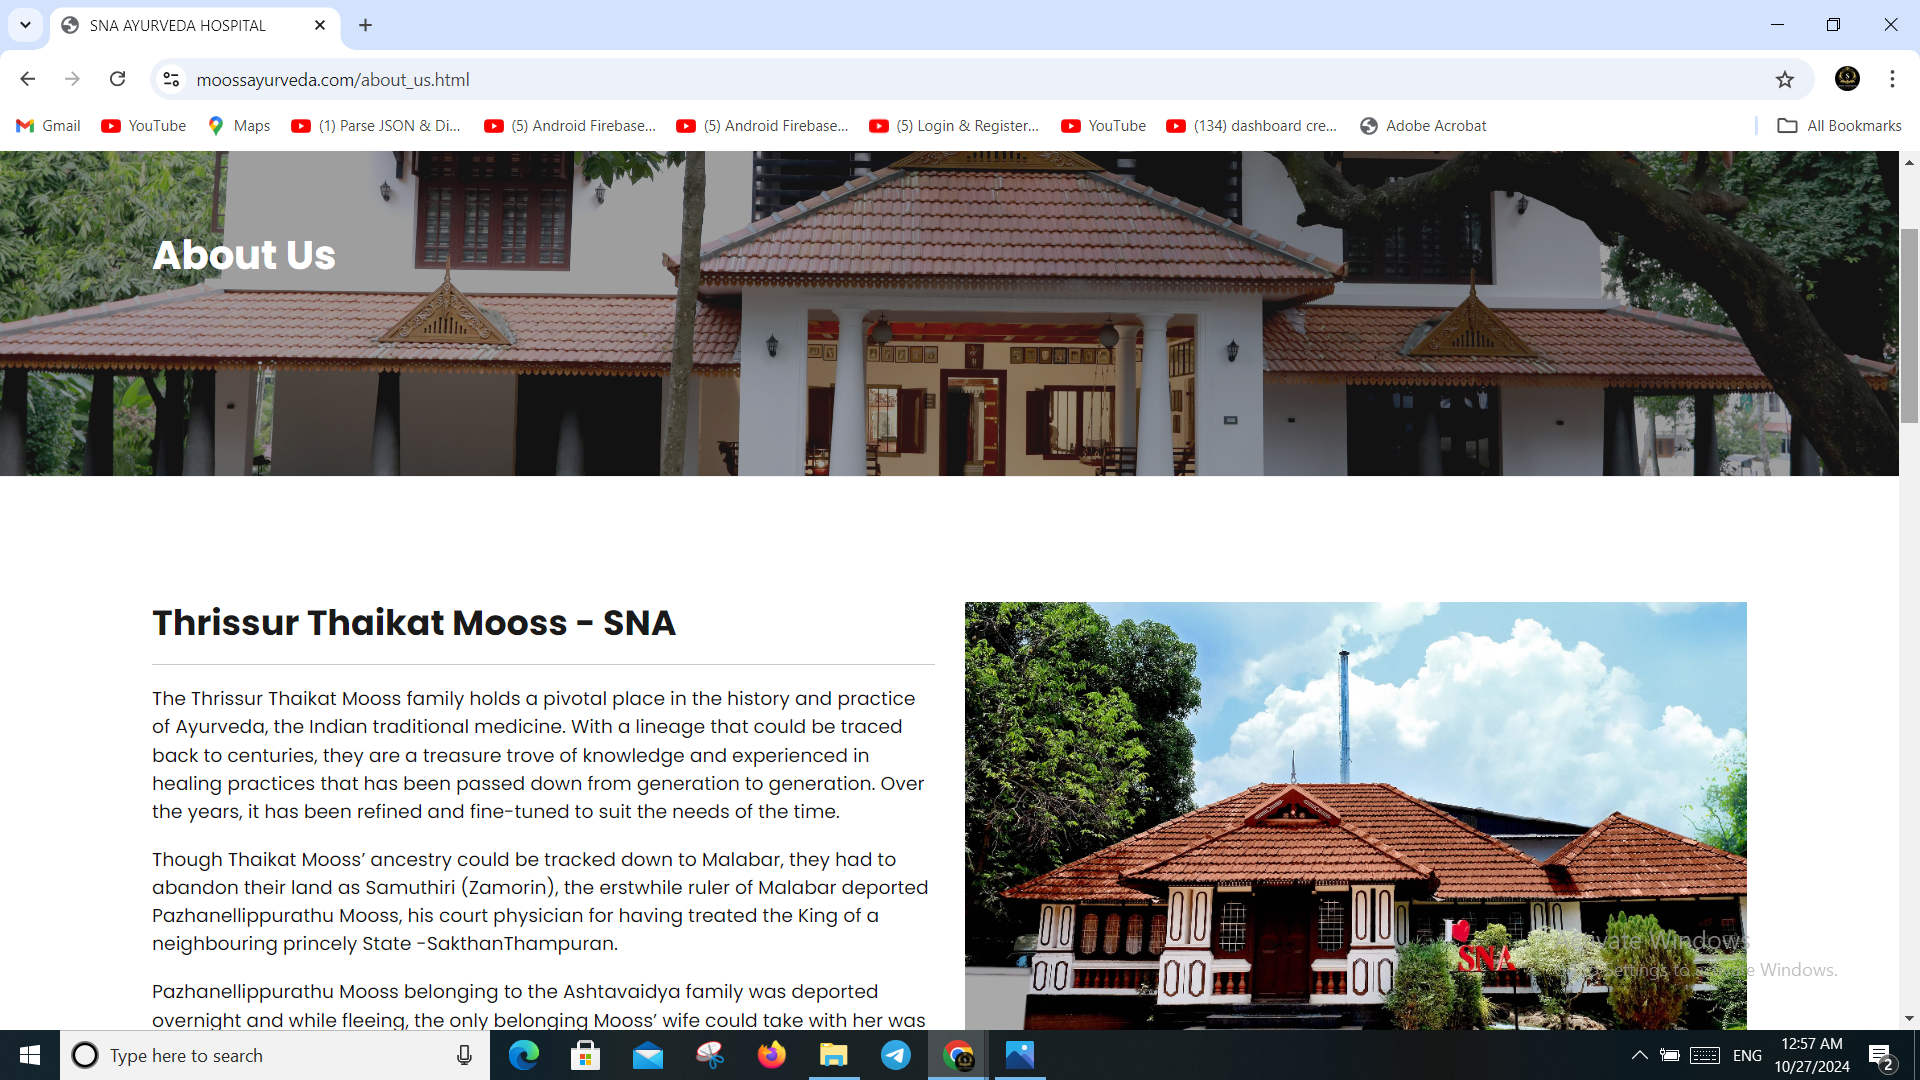 SNA AYURVEDA HOSPITAL
moossayurveda.com/about_us.html
Gmail
YouTube
Maps
(1) Parse JSON & Di...
(5) Android Firebase...
(5) Android Firebase...
(5) Login & Register...
YouTube
(134) dashboard cre...
Adobe Acrobat
All Bookmarks
About Us
Thrissur Thaikat Mooss - SNA
The Thrissur Thaikat Mooss family holds a pivotal place in the history and practice
of Ayurveda, the Indian traditional medicine. With a lineage that could be traced
back to centuries, they are a treasure trove of knowledge and experienced in
healing practices that has been passed down from generation to generation. Over
the years, it has been refined and fine-tuned to suit the needs of the time.
Though Thaikat Mooss’ ancestry could be tracked down to Malabar, they had to
abandon their land as Samuthiri (Zamorin), the erstwhile ruler of Malabar deported
Pazhanellippurathu Mooss, his court physician for having treated the King of a
neighbouring princely State -SakthanThampuran.
Pazhanellippurathu Mooss belonging to the Ashtavaidya family was deported
overnight and while fleeing, the only belonging Mooss’ wife could take with her was
I
SNA
Windows
Settings to activate Windows.
Type here to search
ENG
12:57 AM
10/27/2024
2